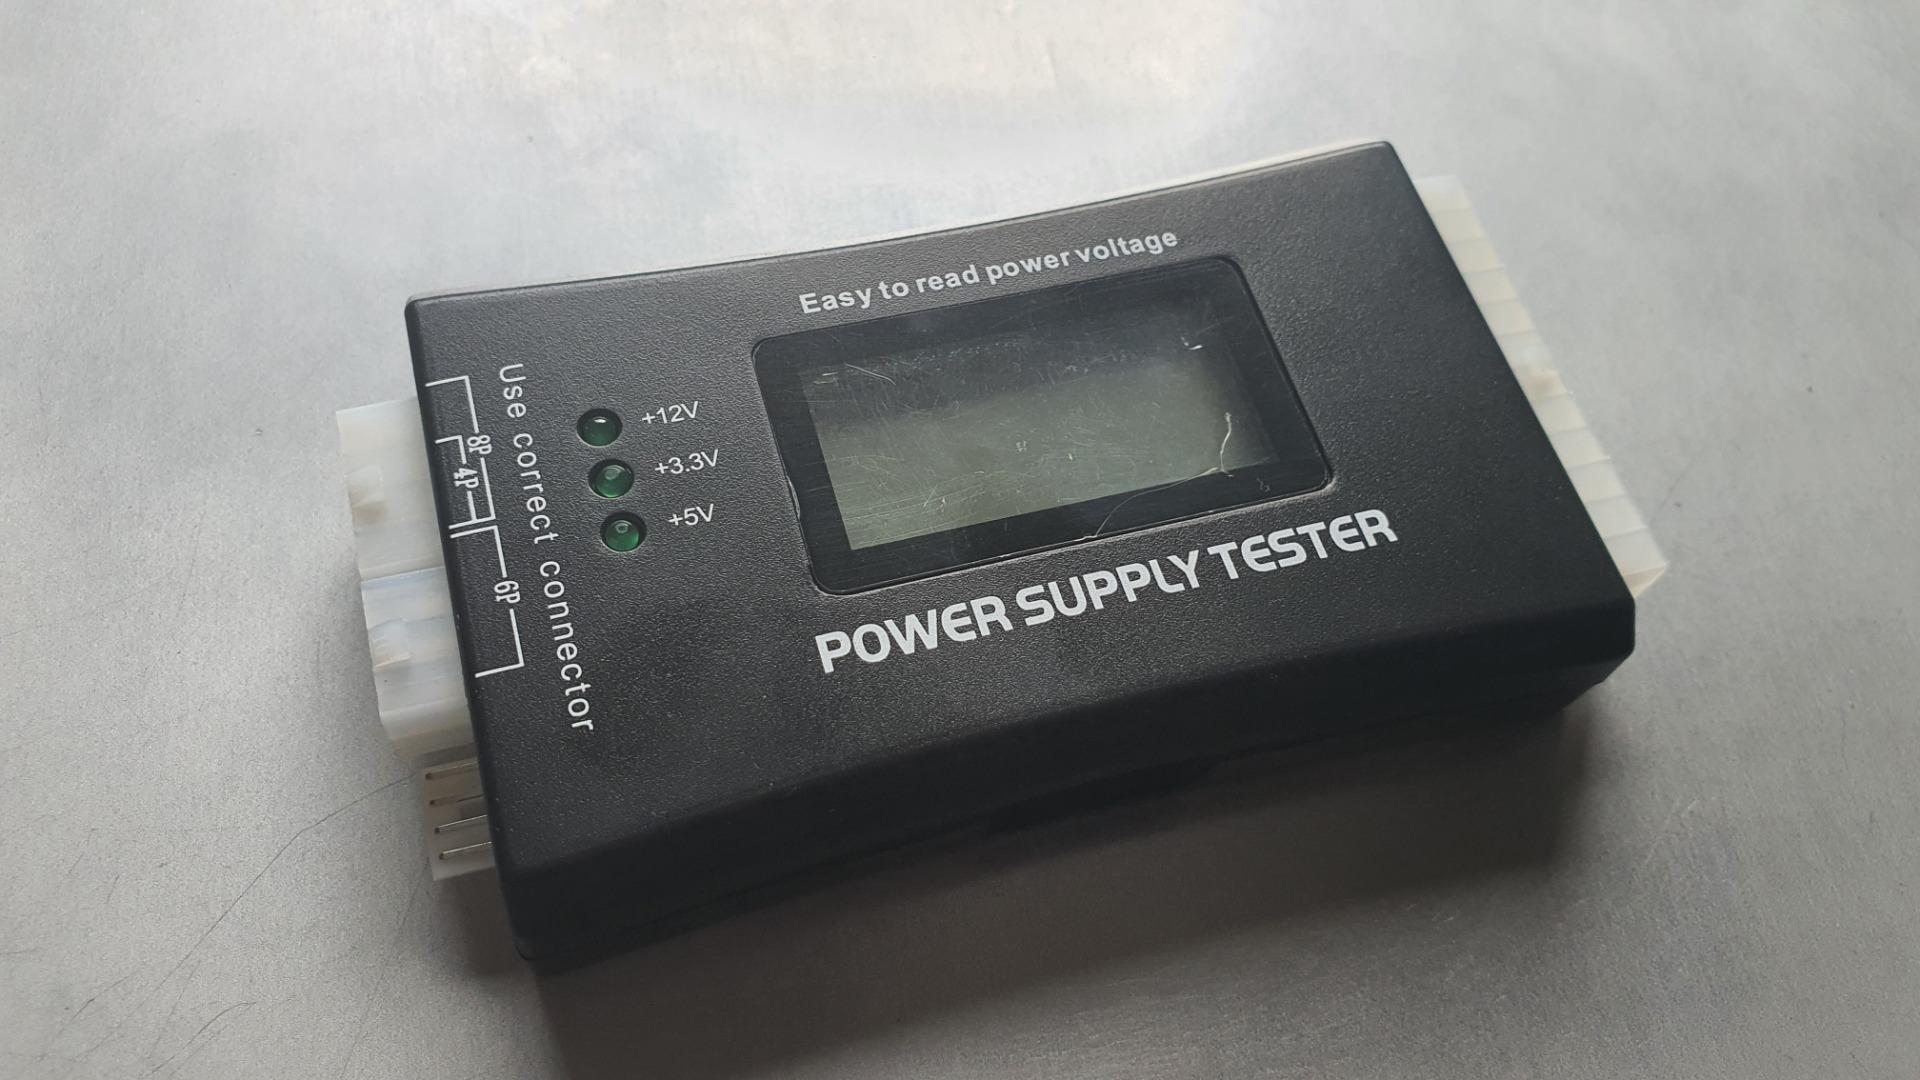 Easy to read power voltage
+12V
+3.3V
+5V
Use correct connector
8P
4P
6P
POWER SUPPLY TESTER